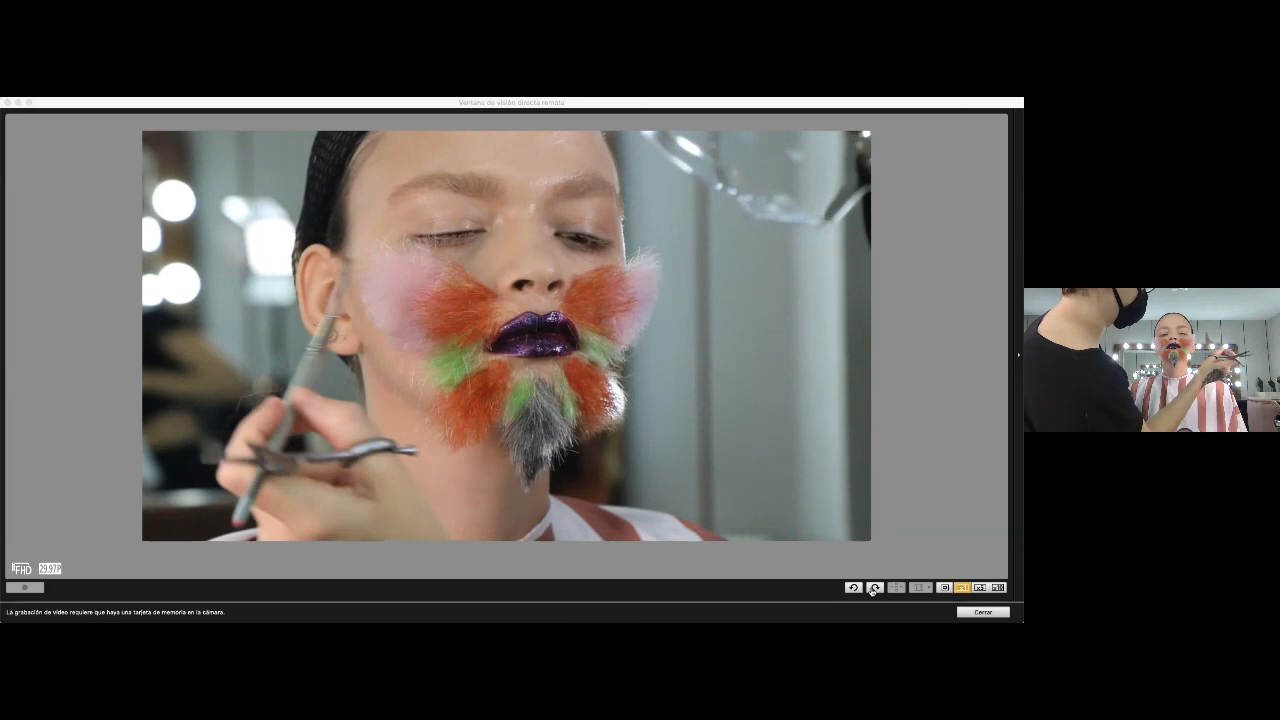 Ventana de visión directa remota
FHD 29.97P
La grabación de vídeo requiere que haya una tarjeta de memoria en la cámara.
Cerrar